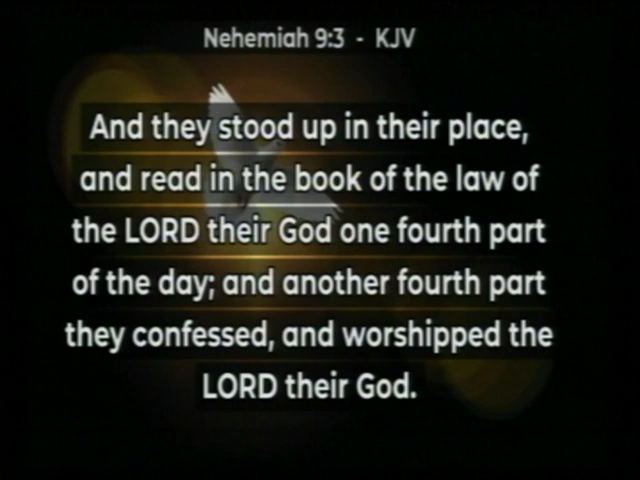 Nehemiah 9:3 - KJV
And they stood up in their place,
and read in the book of the law of
the LORD their God one fourth part
of the day; and another fourth part
they confessed, and worshipped the
LORD their God.